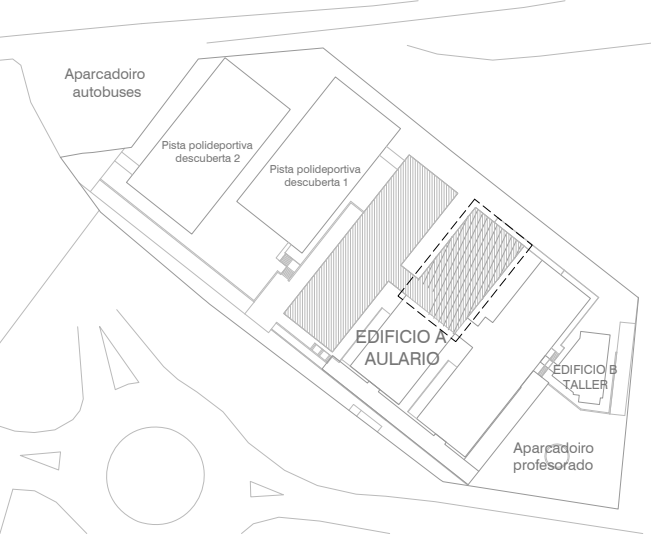 Aparcadoiro
autobuses
Pista polideportiva
descuberta 2
Pista polideportiva
descuberta 1
EDIFICIO A
AULARIO
EDIFICIO B
TALLER
Aparcadoiro
profesorado